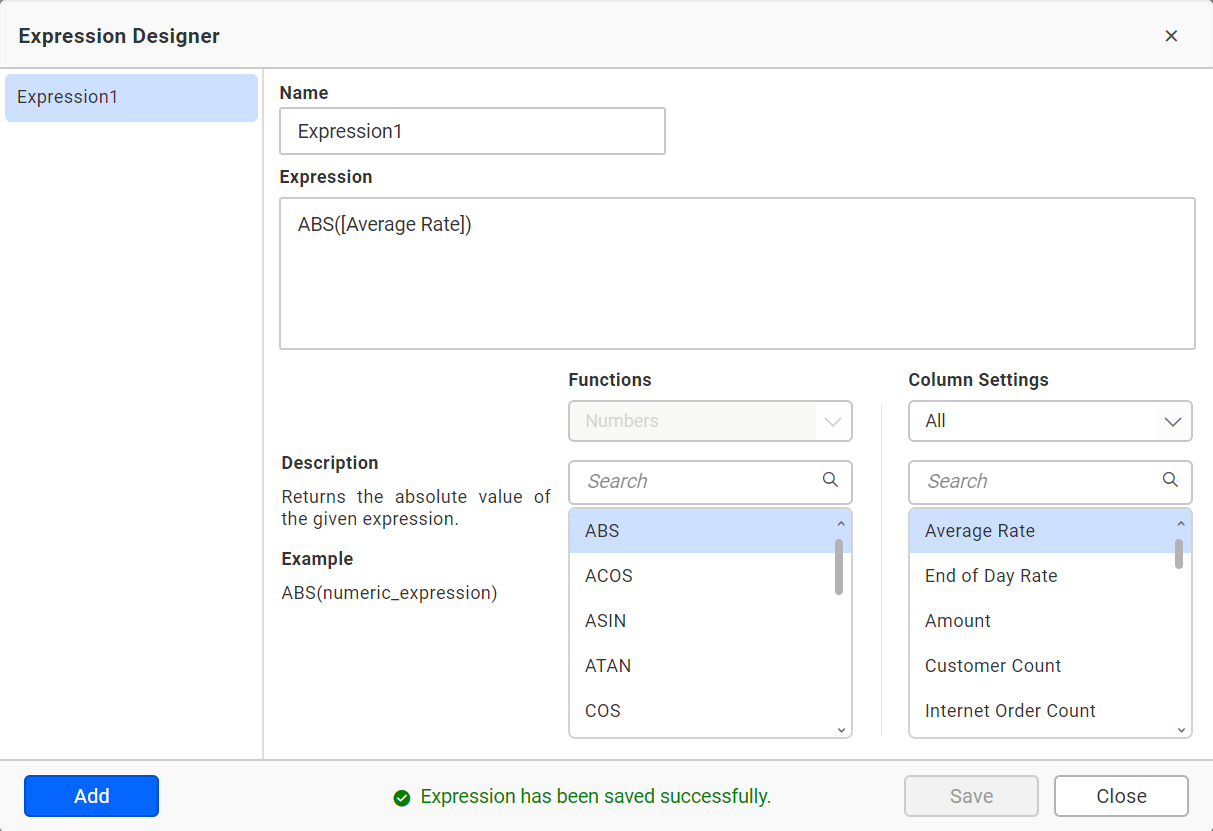 Expression Designer
Expression1
Name
Expression1
Expression
ABS([Average Rate])
Functions
Numbers
Search
ABS
ACOS
ASIN
ATAN
COS
Column Settings
All
Search
Average Rate
End of Day Rate
Amount
Customer Count
Internet Order Count
Description
Returns the absolute value of
the given expression.
Example
ABS(numeric_expression)
Add
Expression has been saved successfully.
Save
Close